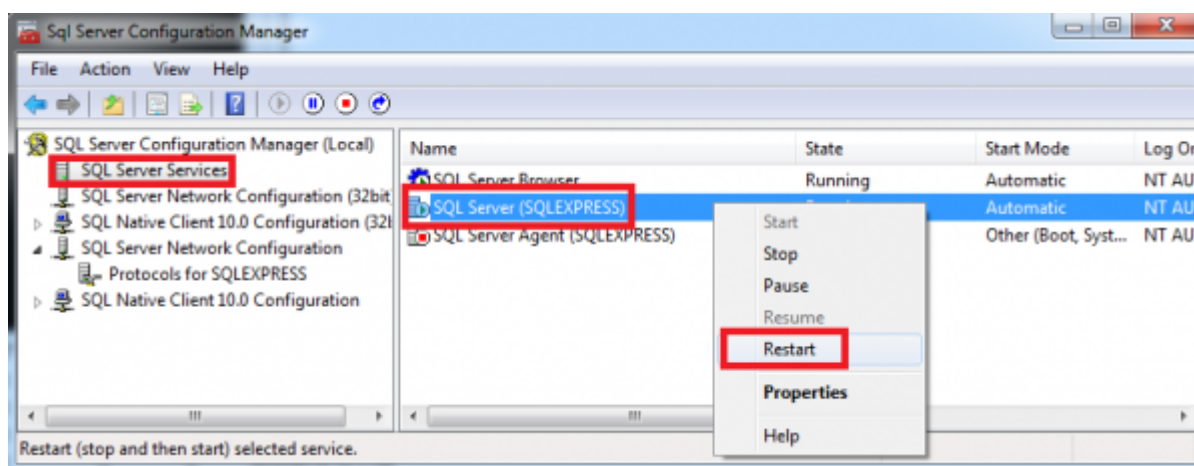 Sql Server Configuration Manager
File Action View Help
SQL Server Configuration Manager (Local)
SQL Server Services
SQL Server Network Configuration (32bit
SQL Native Client 10.0 Configuration (32
SQL Server Network Configuration
Protocols for SQLEXPRESS
SQL Native Client 10.0 Configuration
Name State Start Mode Log On
SQL Server Browser Running Automatic NT AU
SQL Server (SQLEXPRESS) Automatic NT AU
SQL Server Agent (SQLEXPRESS) Other (Boot, Syst... NT AU
Start
Stop
Pause
Resume
Restart
Properties
Help
Restart (stop and then start) selected service.